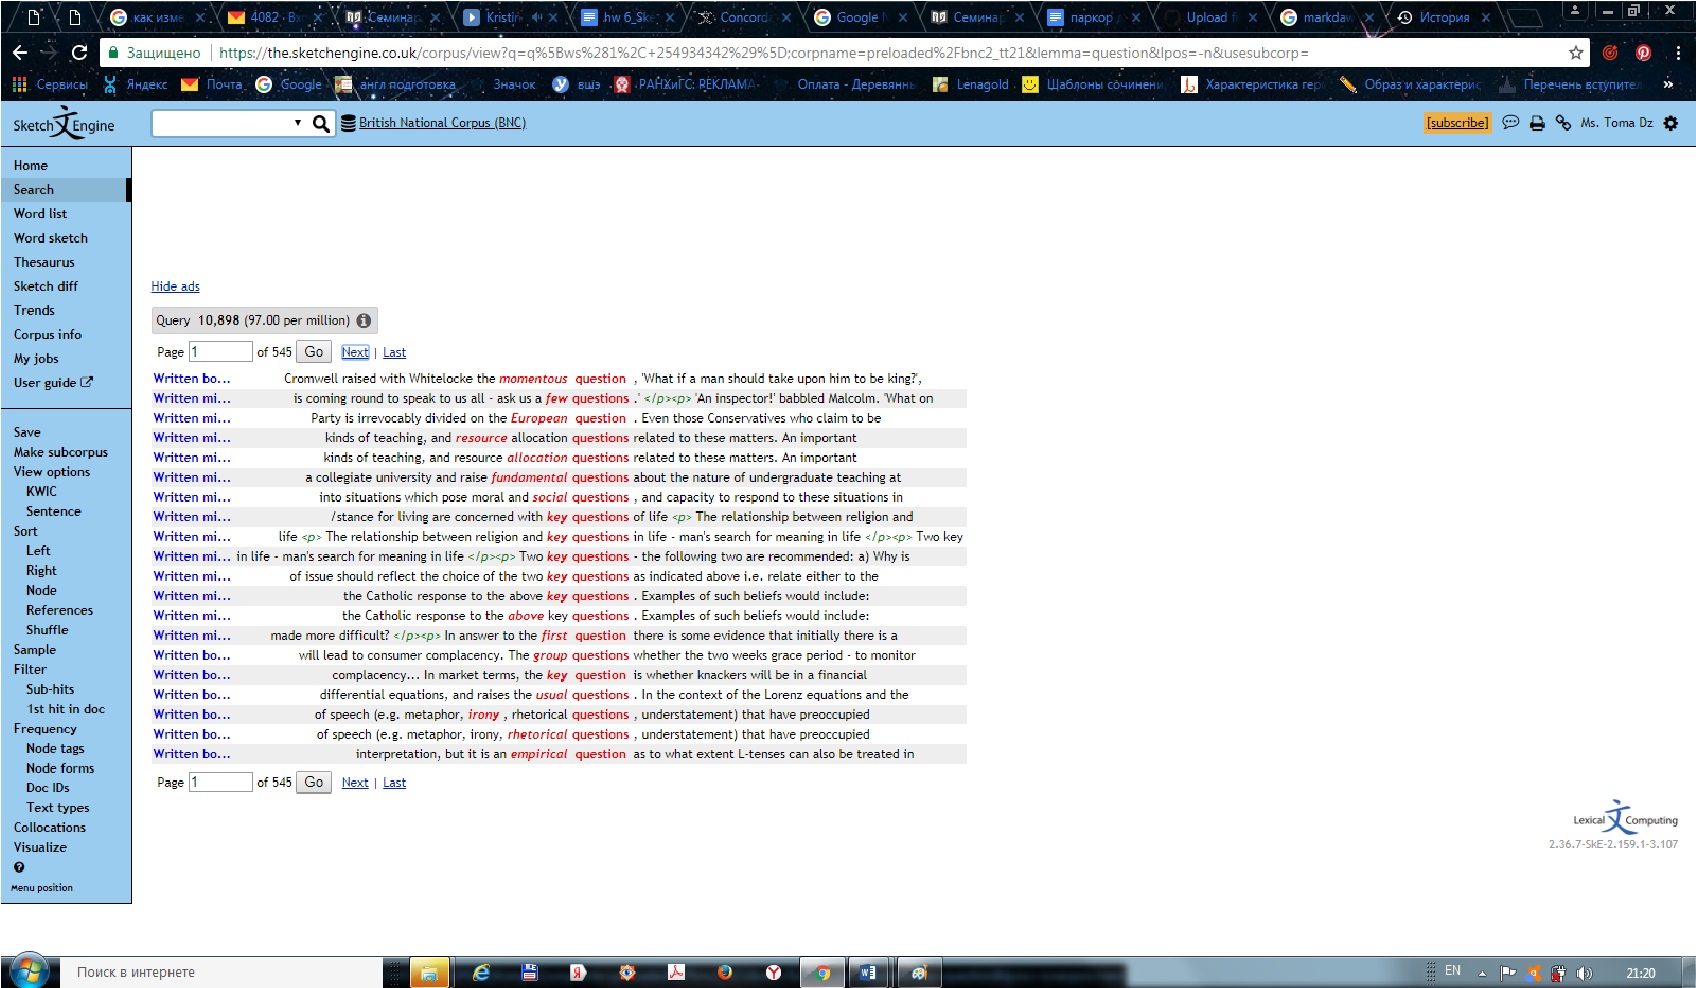 как изме 4082 · Вх Семинар Kristin hw 6_Ske Concorda Google Семинар паркор Upload f markdaw История
Защищено https://the.sketchengine.co.uk/corpus/view?q=q%5Bws%281%2C+254934342%29%5D;corpname=preloaded%2Fbnc2_tt21&lemma=question&lpos=-n&usesubcorp=
Сервисы Яндекс Почта Google англ подготовка Значок вшэ РАНХиГС: РЕКЛАМА Оплата - Деревянн Lenagold Шаблоны сочинени Характеристика гер Образ и характерис Перечень вступител »
Sketch Engine British National Corpus (BNC) [subscribe] Ms. Toma Dz
Home
Search
Word list
Word sketch
Thesaurus
Sketch diff
Trends
Corpus info
My jobs
User guide
Save
Make subcorpus
View options
KWIC
Sentence
Sort
Left
Right
Node
References
Shuffle
Sample
Filter
Sub-hits
1st hit in doc
Frequency
Node tags
Node forms
Doc IDs
Text types
Collocations
Visualize
?
Menu position
Hide ads
Query 10,898 (97.00 per million) i
Page 1 of 545 Go Next | Last
Written bo... Cromwell raised with Whitelocke the momentous question , 'What if a man should take upon him to be king?',
Written mi... is coming round to speak to us all - ask us a few questions .' </p><p> 'An inspector!' babbled Malcolm. 'What on
Written mi... Party is irrevocably divided on the European question . Even those Conservatives who claim to be
Written mi... kinds of teaching, and resource allocation questions related to these matters. An important
Written mi... kinds of teaching, and resource allocation questions related to these matters. An important
Written mi... a collegiate university and raise fundamental questions about the nature of undergraduate teaching at
Written mi... into situations which pose moral and social questions , and capacity to respond to these situations in
Written mi... /stance for living are concerned with key questions of life <p> The relationship between religion and
Written mi... life <p> The relationship between religion and key questions in life - man's search for meaning in life </p><p> Two key
Written mi... in life - man's search for meaning in life </p><p> Two key questions - the following two are recommended: a) Why is
Written mi... of issue should reflect the choice of the two key questions as indicated above i.e. relate either to the
Written mi... the Catholic response to the above key questions . Examples of such beliefs would include:
Written mi... the Catholic response to the above key questions . Examples of such beliefs would include:
Written mi... made more difficult? </p><p> In answer to the first question there is some evidence that initially there is a
Written bo... will lead to consumer complacency. The group questions whether the two weeks grace period - to monitor
Written bo... complacency... In market terms, the key question is whether knackers will be in a financial
Written bo... differential equations, and raises the usual questions . In the context of the Lorenz equations and the
Written bo... of speech (e.g. metaphor, irony , rhetorical questions , understatement) that have preoccupied
Written bo... of speech (e.g. metaphor, irony, rhetorical questions , understatement) that have preoccupied
Written bo... interpretation, but it is an empirical question as to what extent L-tenses can also be treated in
Page 1 of 545 Go Next | Last
Lexical Computing
2.36.7-SkE-2.159.1-3.107
Поиск в интернете EN 21:20